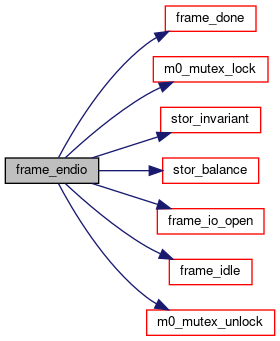 frame_done
m0_mutex_lock
stor_invariant
frame_endio
stor_balance
frame_io_open
frame_idle
m0_mutex_unlock